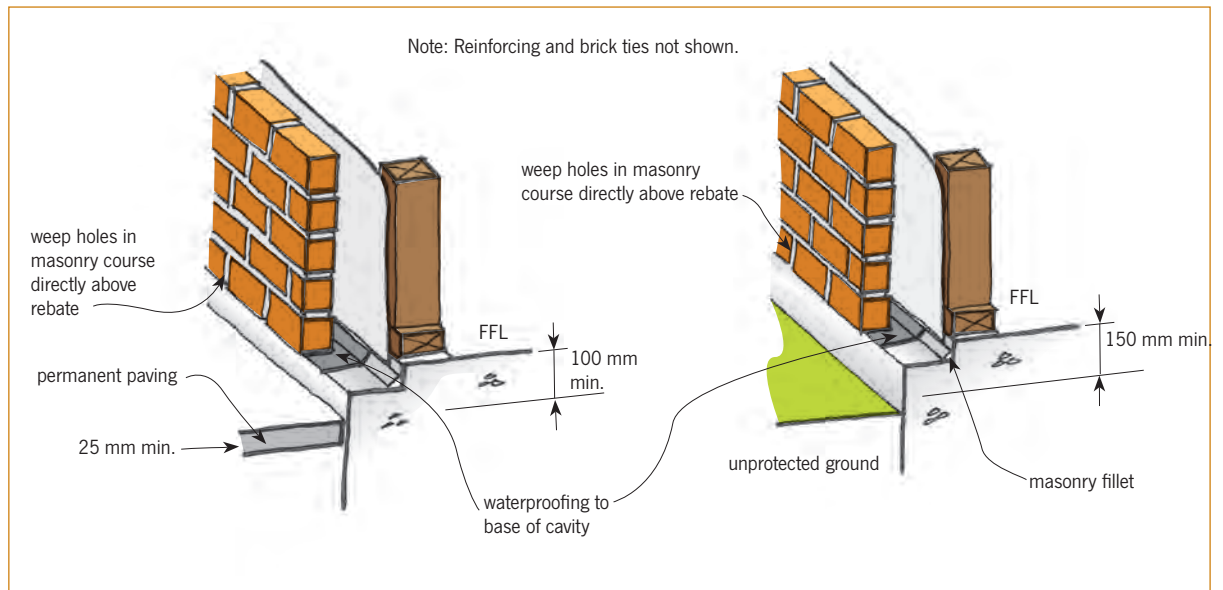 Note: Reinforcing and brick ties not shown.
weep holes in
masonry course
directly above
rebate
permanent paving
25 mm min.
FFL
100 mm
min.
waterproofing to
base of cavity
weep holes in masonry
course directly above rebate
FFL
150 mm min.
unprotected ground
masonry fillet